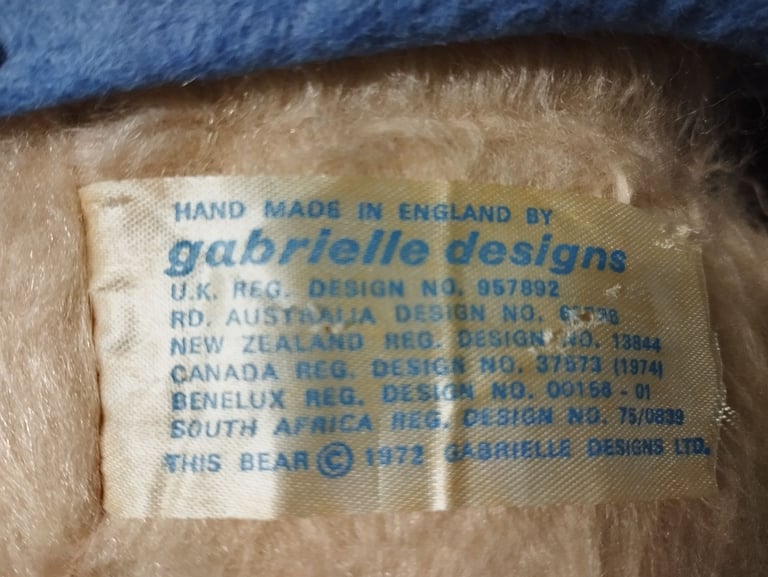 HAND MADE IN ENGLAND BY
gabrielle designs
U.K. REG. DESIGN NO. 957892
RD. AUSTRALIA DESIGN NO.
NEW ZEALAND REG. DESIGN NO. 13844
CANADA REG. DESIGN NO. 37573 (1974)
BENELUX REG. DESIGN NO. 00156 - 01
SOUTH AFRICA REG. DESIGN NO. 75/0839
THIS BEAR © 1972 GABRIELLE DESIGNS LTD.